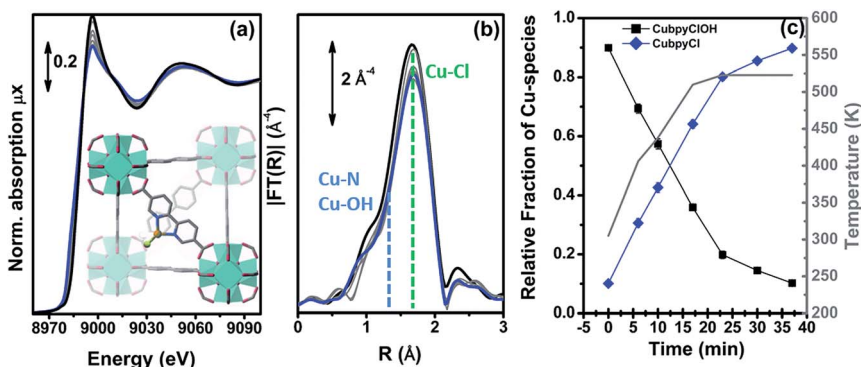 (a)
0.2
Norm. absorption µx
8970 9000 9030 9060 9090
Energy (eV)
(b)
2 Å⁻⁴
Cu-Cl
Cu-N
Cu-OH
|FT(R)| (Å⁻⁴)
0 1 2 3
R (Å)
(c)
CubpyClOH
CubpyCl
Relative Fraction of Cu-species
1.0
0.8
0.6
0.4
0.2
0.0
-5 0 5 10 15 20 25 30 35 40
Time (min)
600
550
500
450
400
350
300
250
200
Temperature (K)